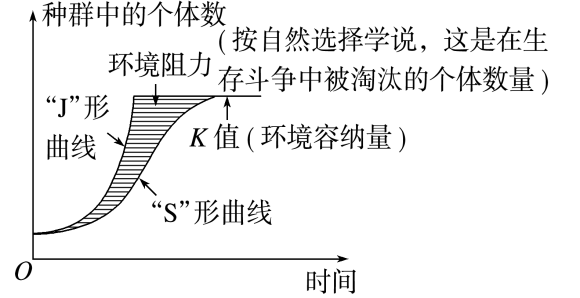 种群中的个体数
(按自然选择学说，这是在生
环境阻力
存斗争中被淘汰的个体数量)
“J”形
曲线
K值(环境容纳量)
“S”形曲线
O
时间